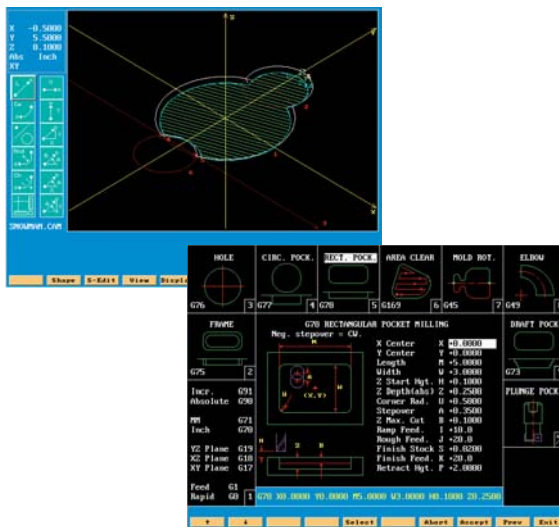 X -0.5000
Y 5.5000
Z 0.1000
Abs Inch
XY
SNOWMAN.CAM
Shape S-Edit View Displa
HOLE CIRC. POCK. RECT. POCK. AREA CLEAR MOLD ROT. ELBOW
G76 3 G77 4 G78 5 G169 6 G45 7 G49
FRAME
G75 2
G78 RECTANGULAR POCKET MILLING
Neg. stepover = CW.
X Center X +0.0000
Y Center Y +0.0000
Length M +5.0000
Width W +3.0000
Z Start Hgt. H +0.1000
Z Depth(abs) Z +0.2500
Corner Rad. U +0.5000
Stepover A +0.3500
Z Max. Cut B +0.1000
Ramp Feed. I +10.0
Rough Feed. J +20.0
Finish Stock S +0.0200
Finish Feed. K +20.0
Retract Hgt. P +2.0000
DRAFT POCK
G73
PLUNGE POCK
Incr. G91
Absolute G90
MM G71
Inch G70
YZ Plane G19
XZ Plane G18
XY Plane G17
Feed G1
Rapid G0 1
G78 X0.0000 Y0.0000 M5.0000 W3.0000 H0.1000 Z0.2500
Select Abort Accept Prev Exit